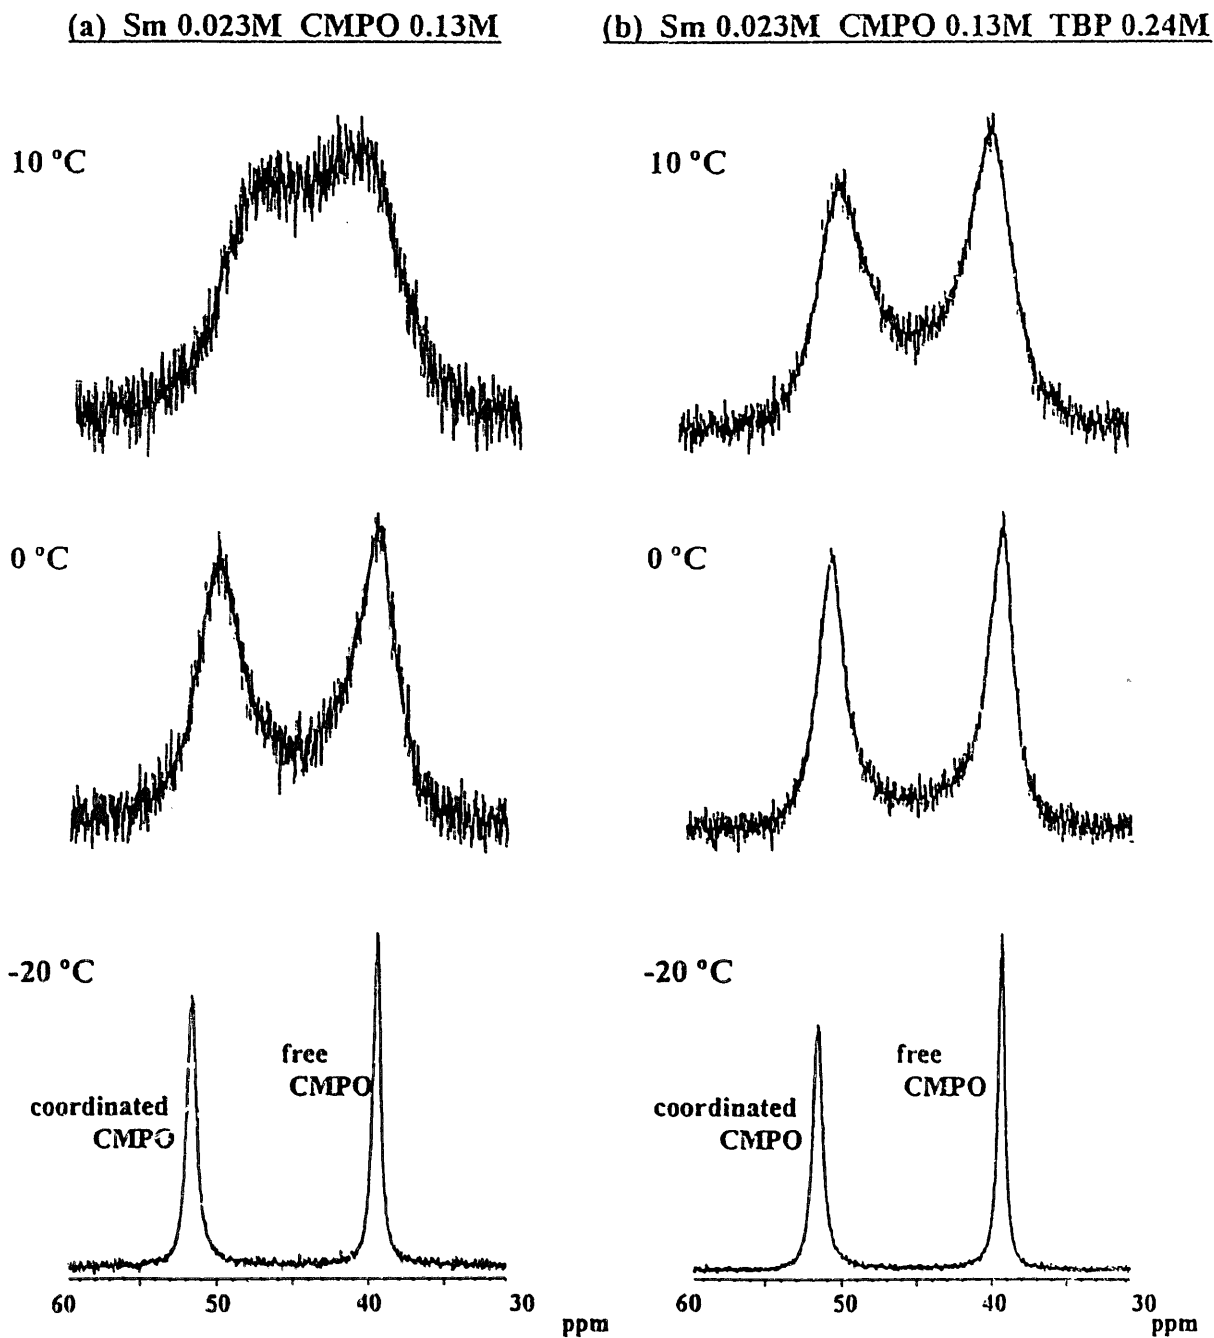 (a) Sm 0.023M CMPO 0.13M
(b) Sm 0.023M CMPO 0.13M TBP 0.24M
10 °C
10 °C
0 °C
0 °C
-20 °C
-20 °C
free
CMPO
coordinated
CMPO
free
CMPO
coordinated
CMPO
60 50 40 30
ppm
60 50 40 30
ppm